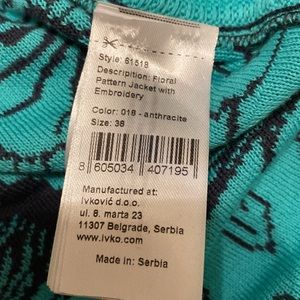 Style: 61518
Description: Floral
Pattern Jacket with
Embroidery
Color: 018 - anthracite
Size: 38
8 605034 407195
Manufactured at:
Ivković d.o.o.
ul. 8. marta 23
11307 Belgrade, Serbia
www.ivko.com
Made in: Serbia